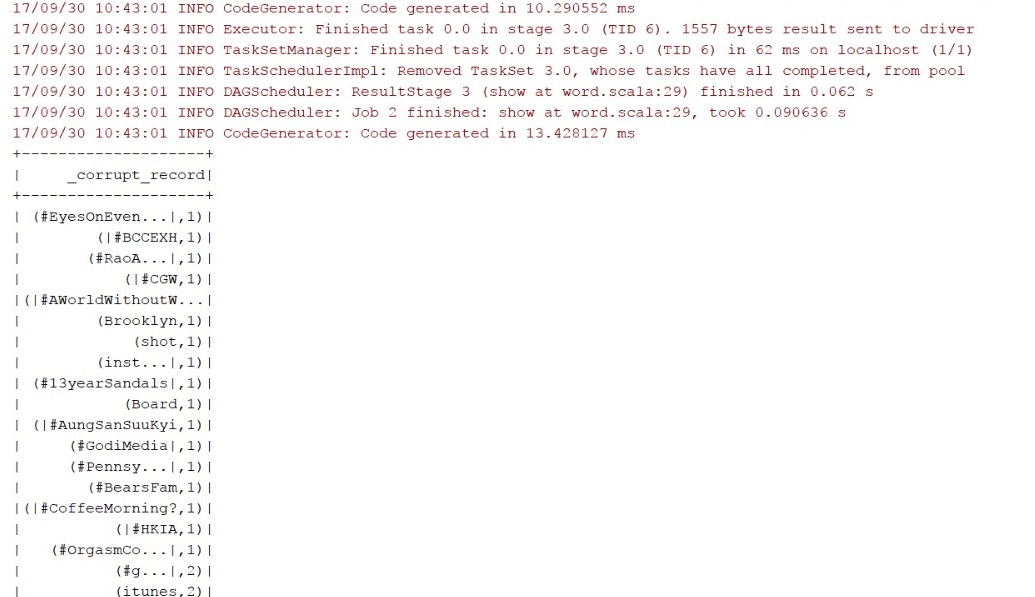 17/09/30 10:43:01 INFO CodeGenerator: Code generated in 10.290552 ms
17/09/30 10:43:01 INFO Executor: Finished task 0.0 in stage 3.0 (TID 6). 1557 bytes result sent to driver
17/09/30 10:43:01 INFO TaskSetManager: Finished task 0.0 in stage 3.0 (TID 6) in 62 ms on localhost (1/1)
17/09/30 10:43:01 INFO TaskSchedulerImpl: Removed TaskSet 3.0, whose tasks have all completed, from pool
17/09/30 10:43:01 INFO DAGScheduler: ResultStage 3 (show at word.scala:29) finished in 0.062 s
17/09/30 10:43:01 INFO DAGScheduler: Job 2 finished: show at word.scala:29, took 0.090636 s
17/09/30 10:43:01 INFO CodeGenerator: Code generated in 13.428127 ms
+--------------------+
|     _corrupt_record|
+--------------------+
| (#EyesOnEven...|,1)|
|        (|#BCCEXH,1)|
|       (#RaoA...|,1)|
|           (|#CGW,1)|
|(|#AWorldWithoutW...|
|        (Brooklyn,1)|
|            (shot,1)|
|        (inst...|,1)|
| (#13yearSandals|,1)|
|           (Board,1)|
| (|#AungSanSuuKyi,1)|
|     (#GodiMedia|,1)|
|     (#Pennsy...|,1)|
|       (#BearsFam,1)|
|(|#CoffeeMorning?,1)|
|          (|#HKIA,1)|
|   (#OrgasmCo...|,1)|
|          (#g...|,2)|
|          (itunes,2)|